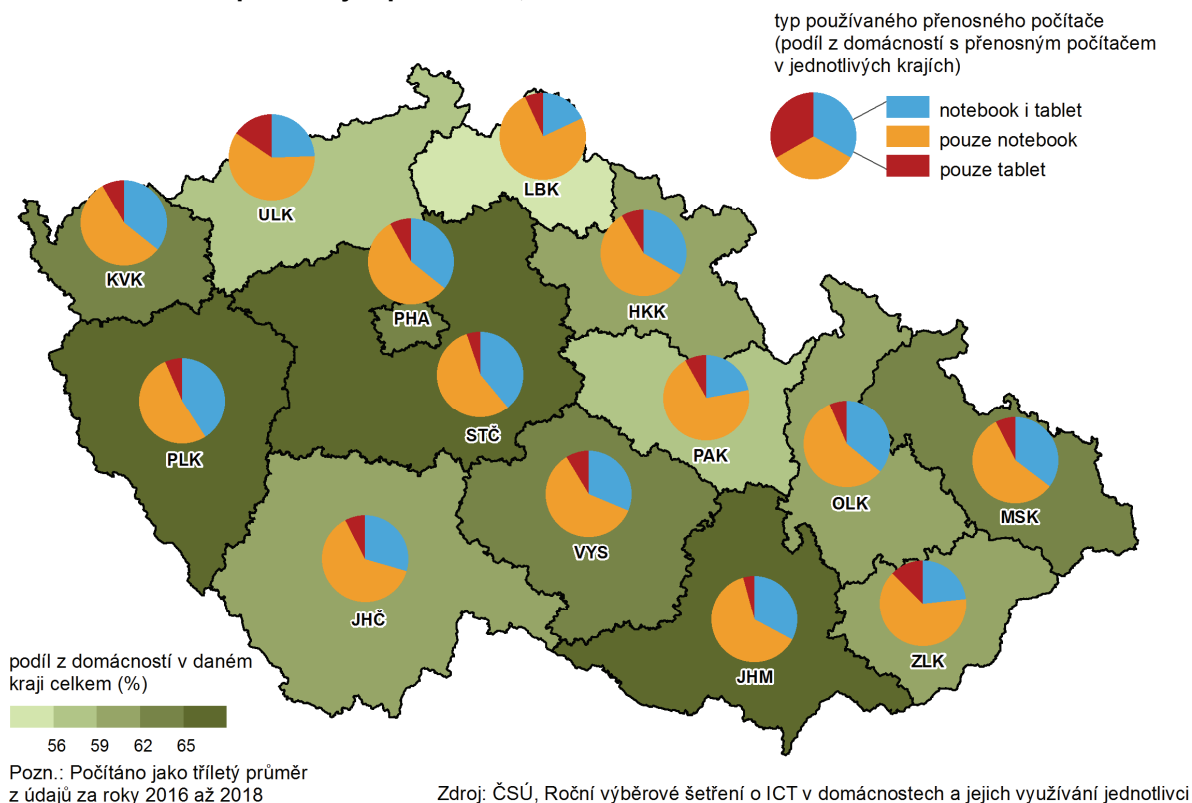 typ používaného přenosného počítače
(podíl z domácností s přenosným počítačem
v jednotlivých krajích)
notebook i tablet
pouze notebook
pouze tablet
LBK
ULK
KVK
PHA
HKK
STČ
PLK
PAK
OLK
MSK
VYS
JHČ
ZLK
JHM
podíl z domácností v daném
kraji celkem (%)
56 59 62 65
Pozn.: Počítáno jako tříletý průměr
z údajů za roky 2016 až 2018
Zdroj: ČSÚ, Roční výběrové šetření o ICT v domácnostech a jejich využívání jednotlivci